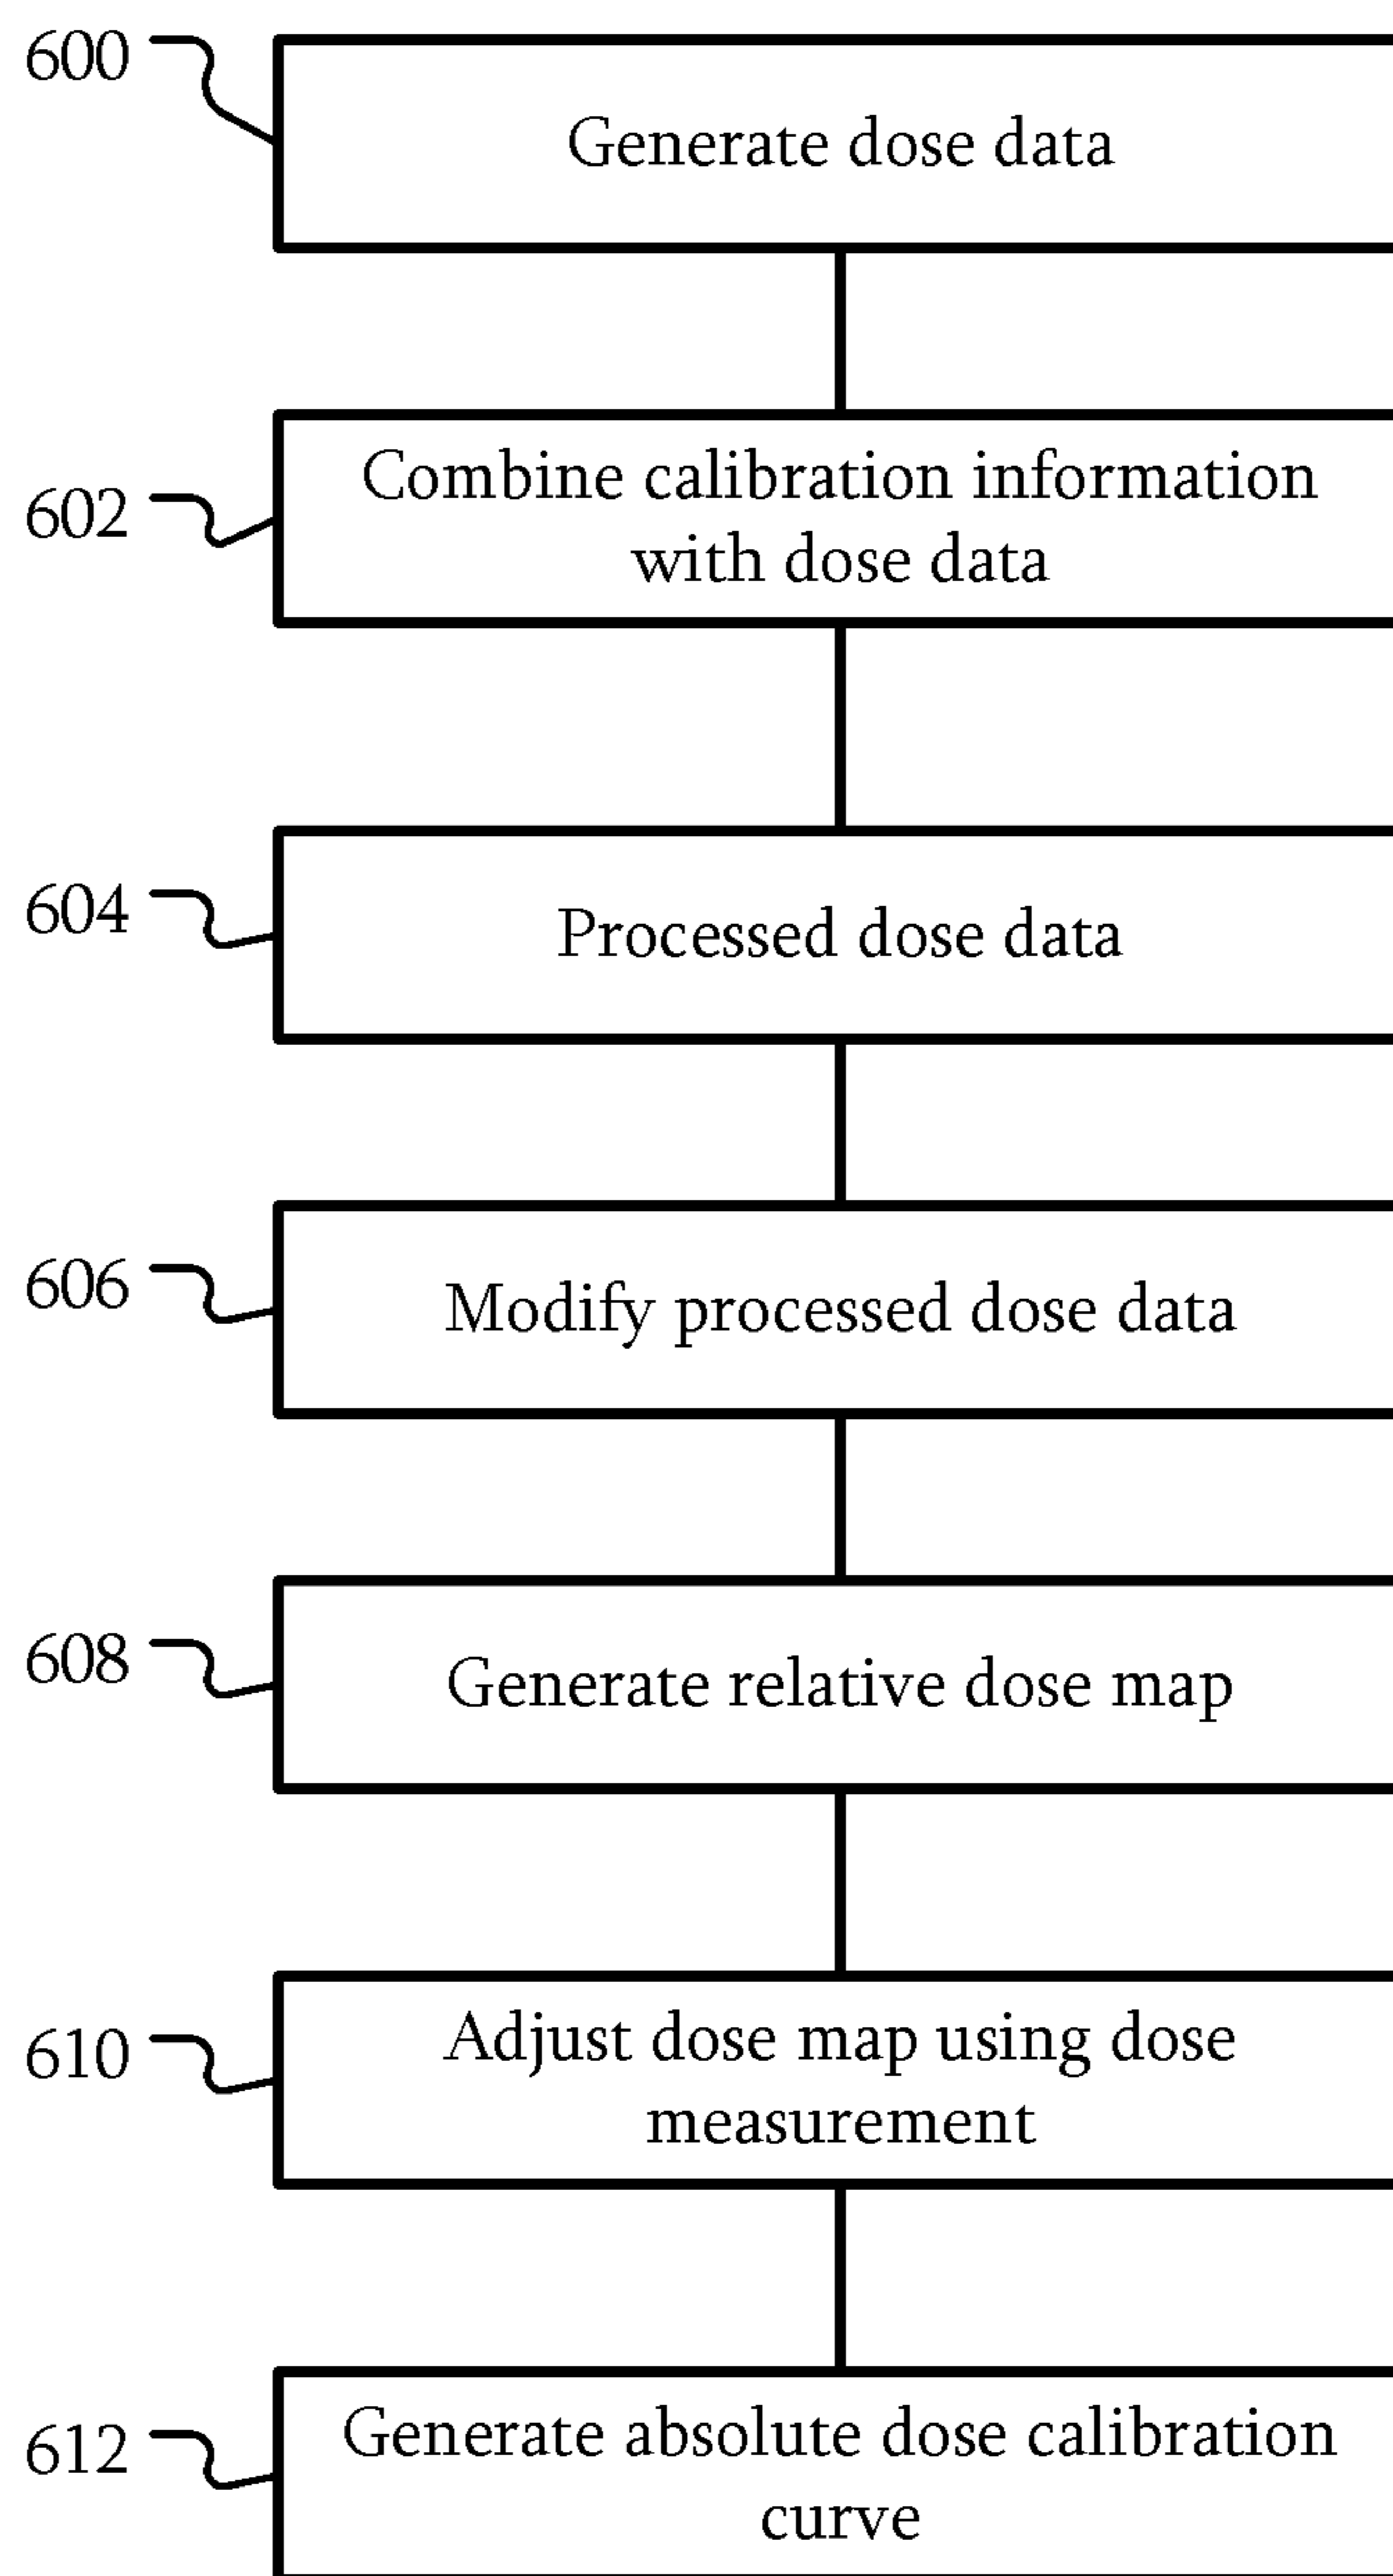 600
Generate dose data
602
Combine calibration information
with dose data
604
Processed dose data
606
Modify processed dose data
608
Generate relative dose map
610
Adjust dose map using dose
measurement
612
Generate absolute dose calibration
curve